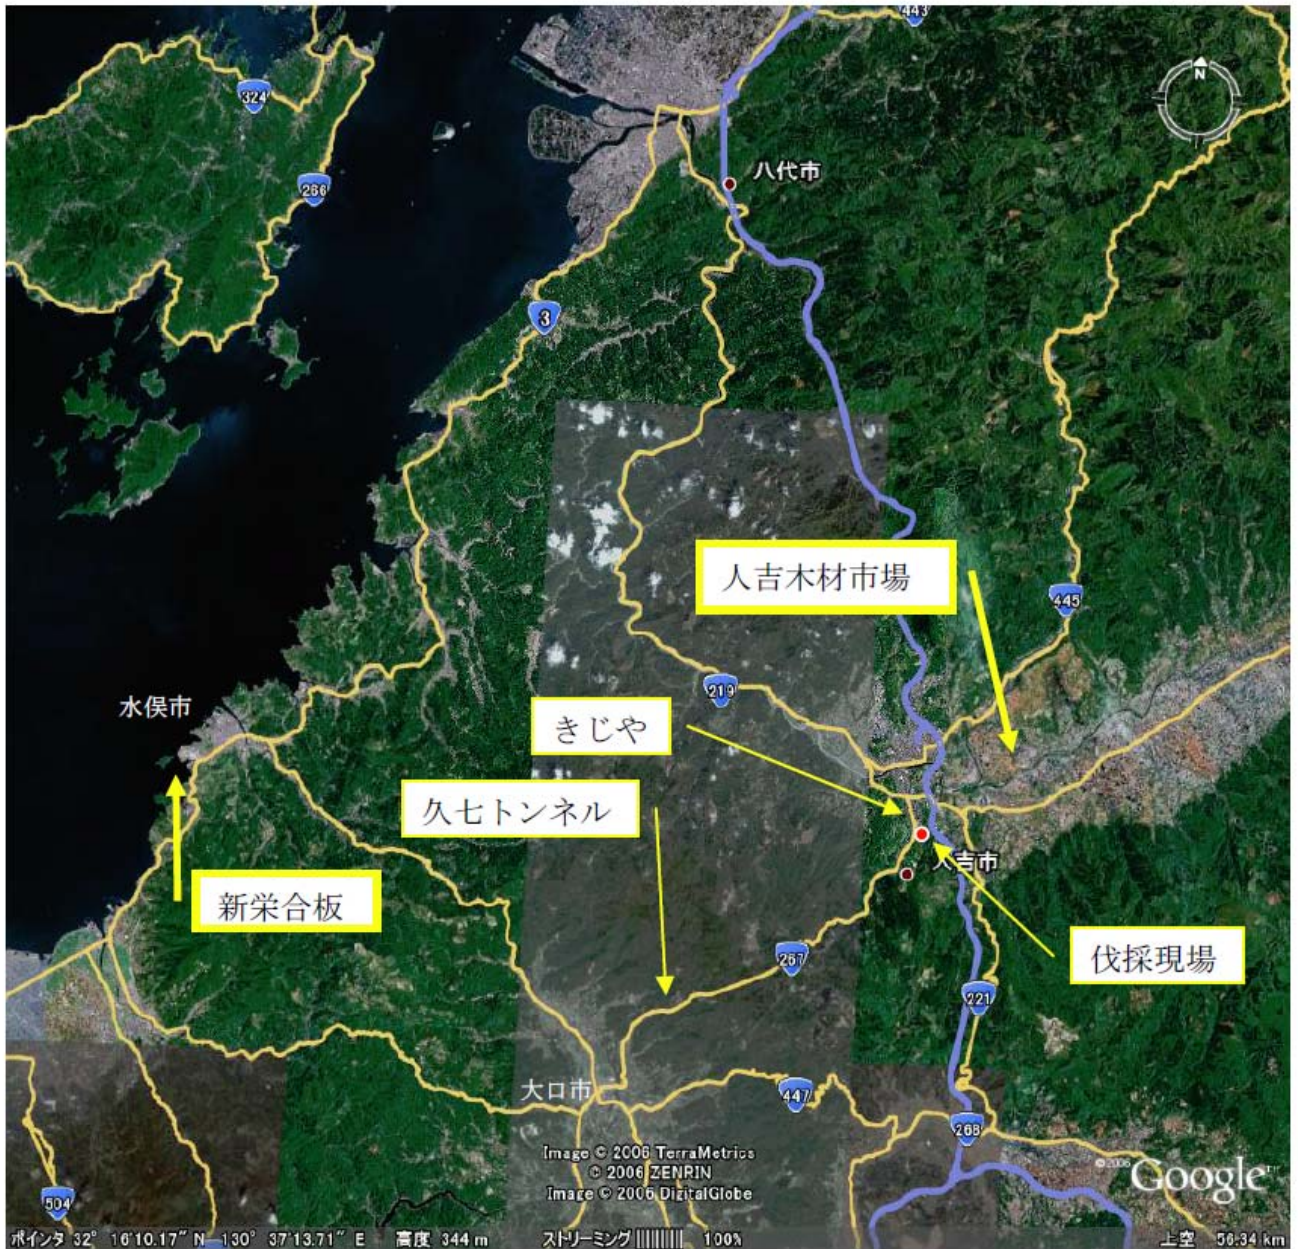 443
N
324
266
八代市
3
人吉木材市場
445
219
水俣市
きじや
久七トンネル
人吉市
新栄合板
伐採現場
267
221
大口市
447
268
Image © 2006 TerraMetrics
© 2006 ZENRIN
Image © 2006 DigitalGlobe
© 2006 Google™
504
ポインタ 32° 16'10.17" N 130° 37'13.71" E 高度 344 m ストリーミング 100% 上空 56.34 km